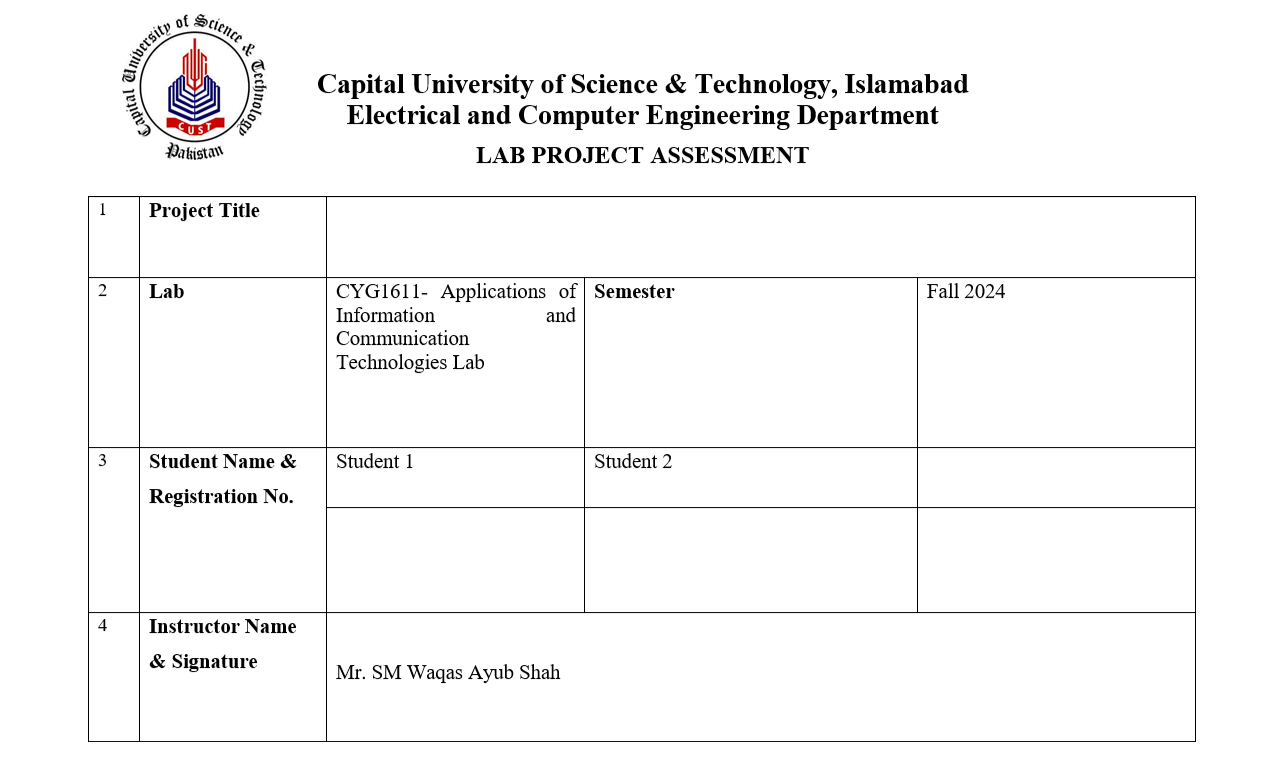 Capital University of Science & Technology
CUST
Pakistan
Capital University of Science & Technology, Islamabad
Electrical and Computer Engineering Department
LAB PROJECT ASSESSMENT
1
Project Title
2
Lab
CYG1611- Applications of
Information and
Communication
Technologies Lab
Semester
Fall 2024
3
Student Name &
Registration No.
Student 1
Student 2
4
Instructor Name
& Signature
Mr. SM Waqas Ayub Shah